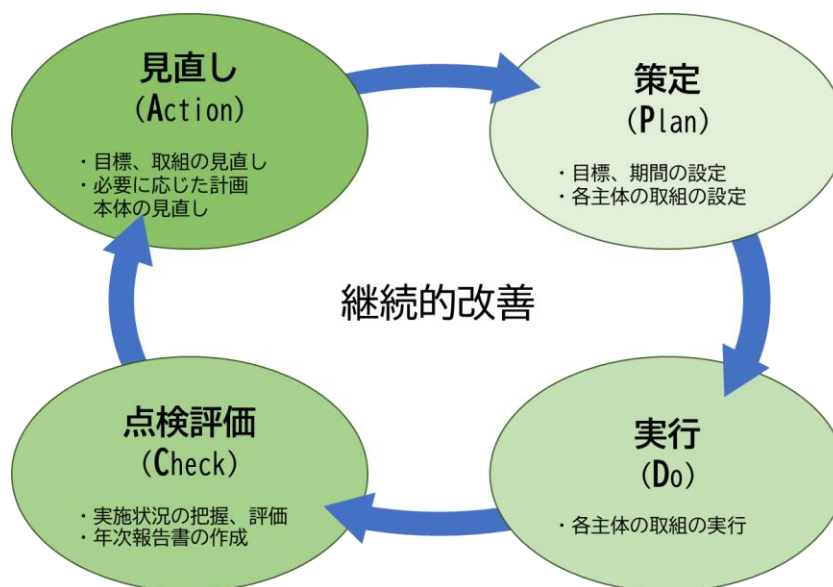 見直し
(Action)
・目標、取組の見直し
・必要に応じた計画
本体の見直し
策定
(Plan)
・目標、期間の設定
・各主体の取組の設定
継続的改善
点検評価
(Check)
・実施状況の把握、評価
・年次報告書の作成
実行
(Do)
・各主体の取組の実行